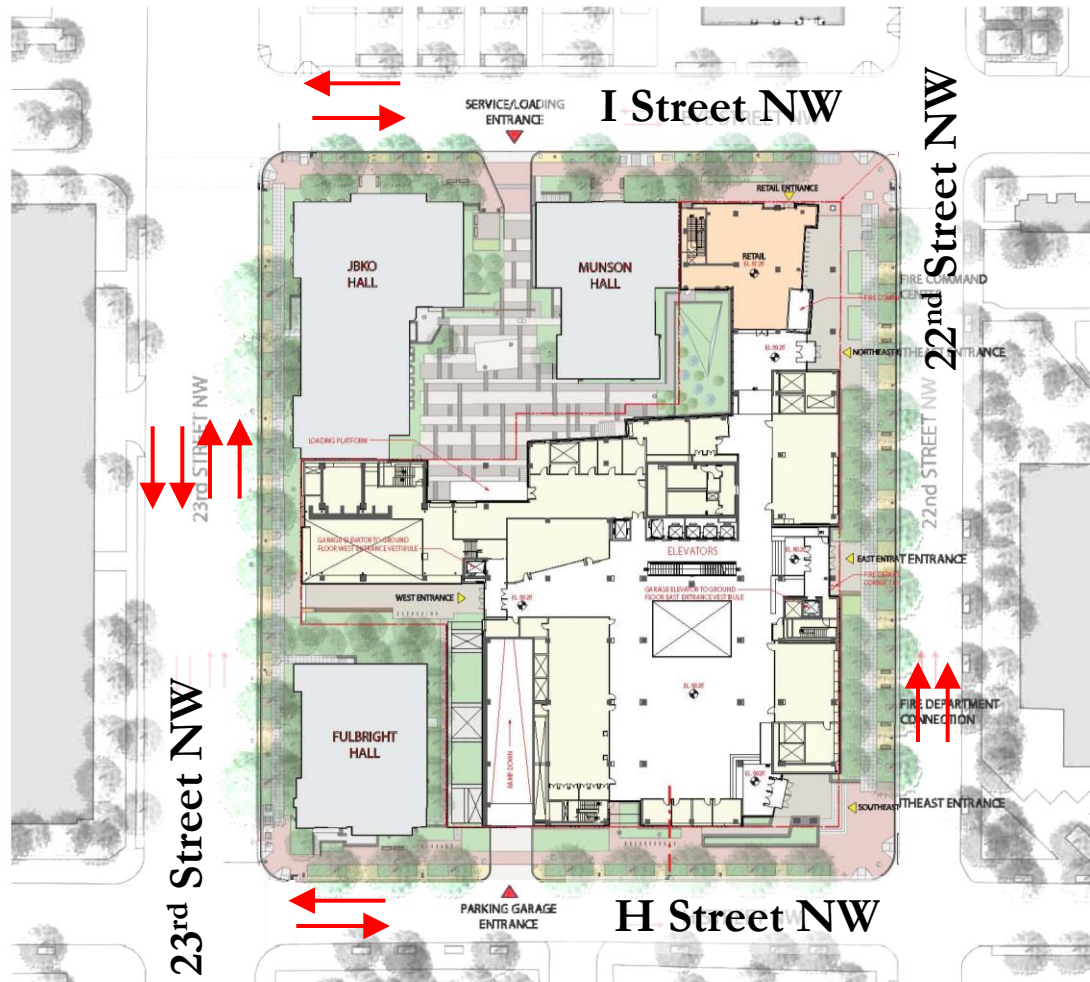 I Street NW
SERVICE/LOADING
ENTRANCE
22nd Street NW
RETAIL ENTRANCE
JBKO
HALL
MUNSON
HALL
RETAIL
FIRE COMMAND
CENTER
NORTHEAST
ENTRANCE
23rd STREET NW
22nd STREET NW
LOADING PLATFORM
GARAGE ELEVATOR TO GROUND
FLOOR WEST ENTRANCE VESTIBULE
ELEVATORS
EAST ENTRANCE
GARAGE ELEVATOR TO GROUND
FLOOR EAST ENTRANCE VESTIBULE
WEST ENTRANCE
FIRE DEPARTMENT
CONNECTION
RAMP DOWN
FULBRIGHT
HALL
SOUTHEAST ENTRANCE
23rd Street NW
PARKING GARAGE
ENTRANCE
H Street NW